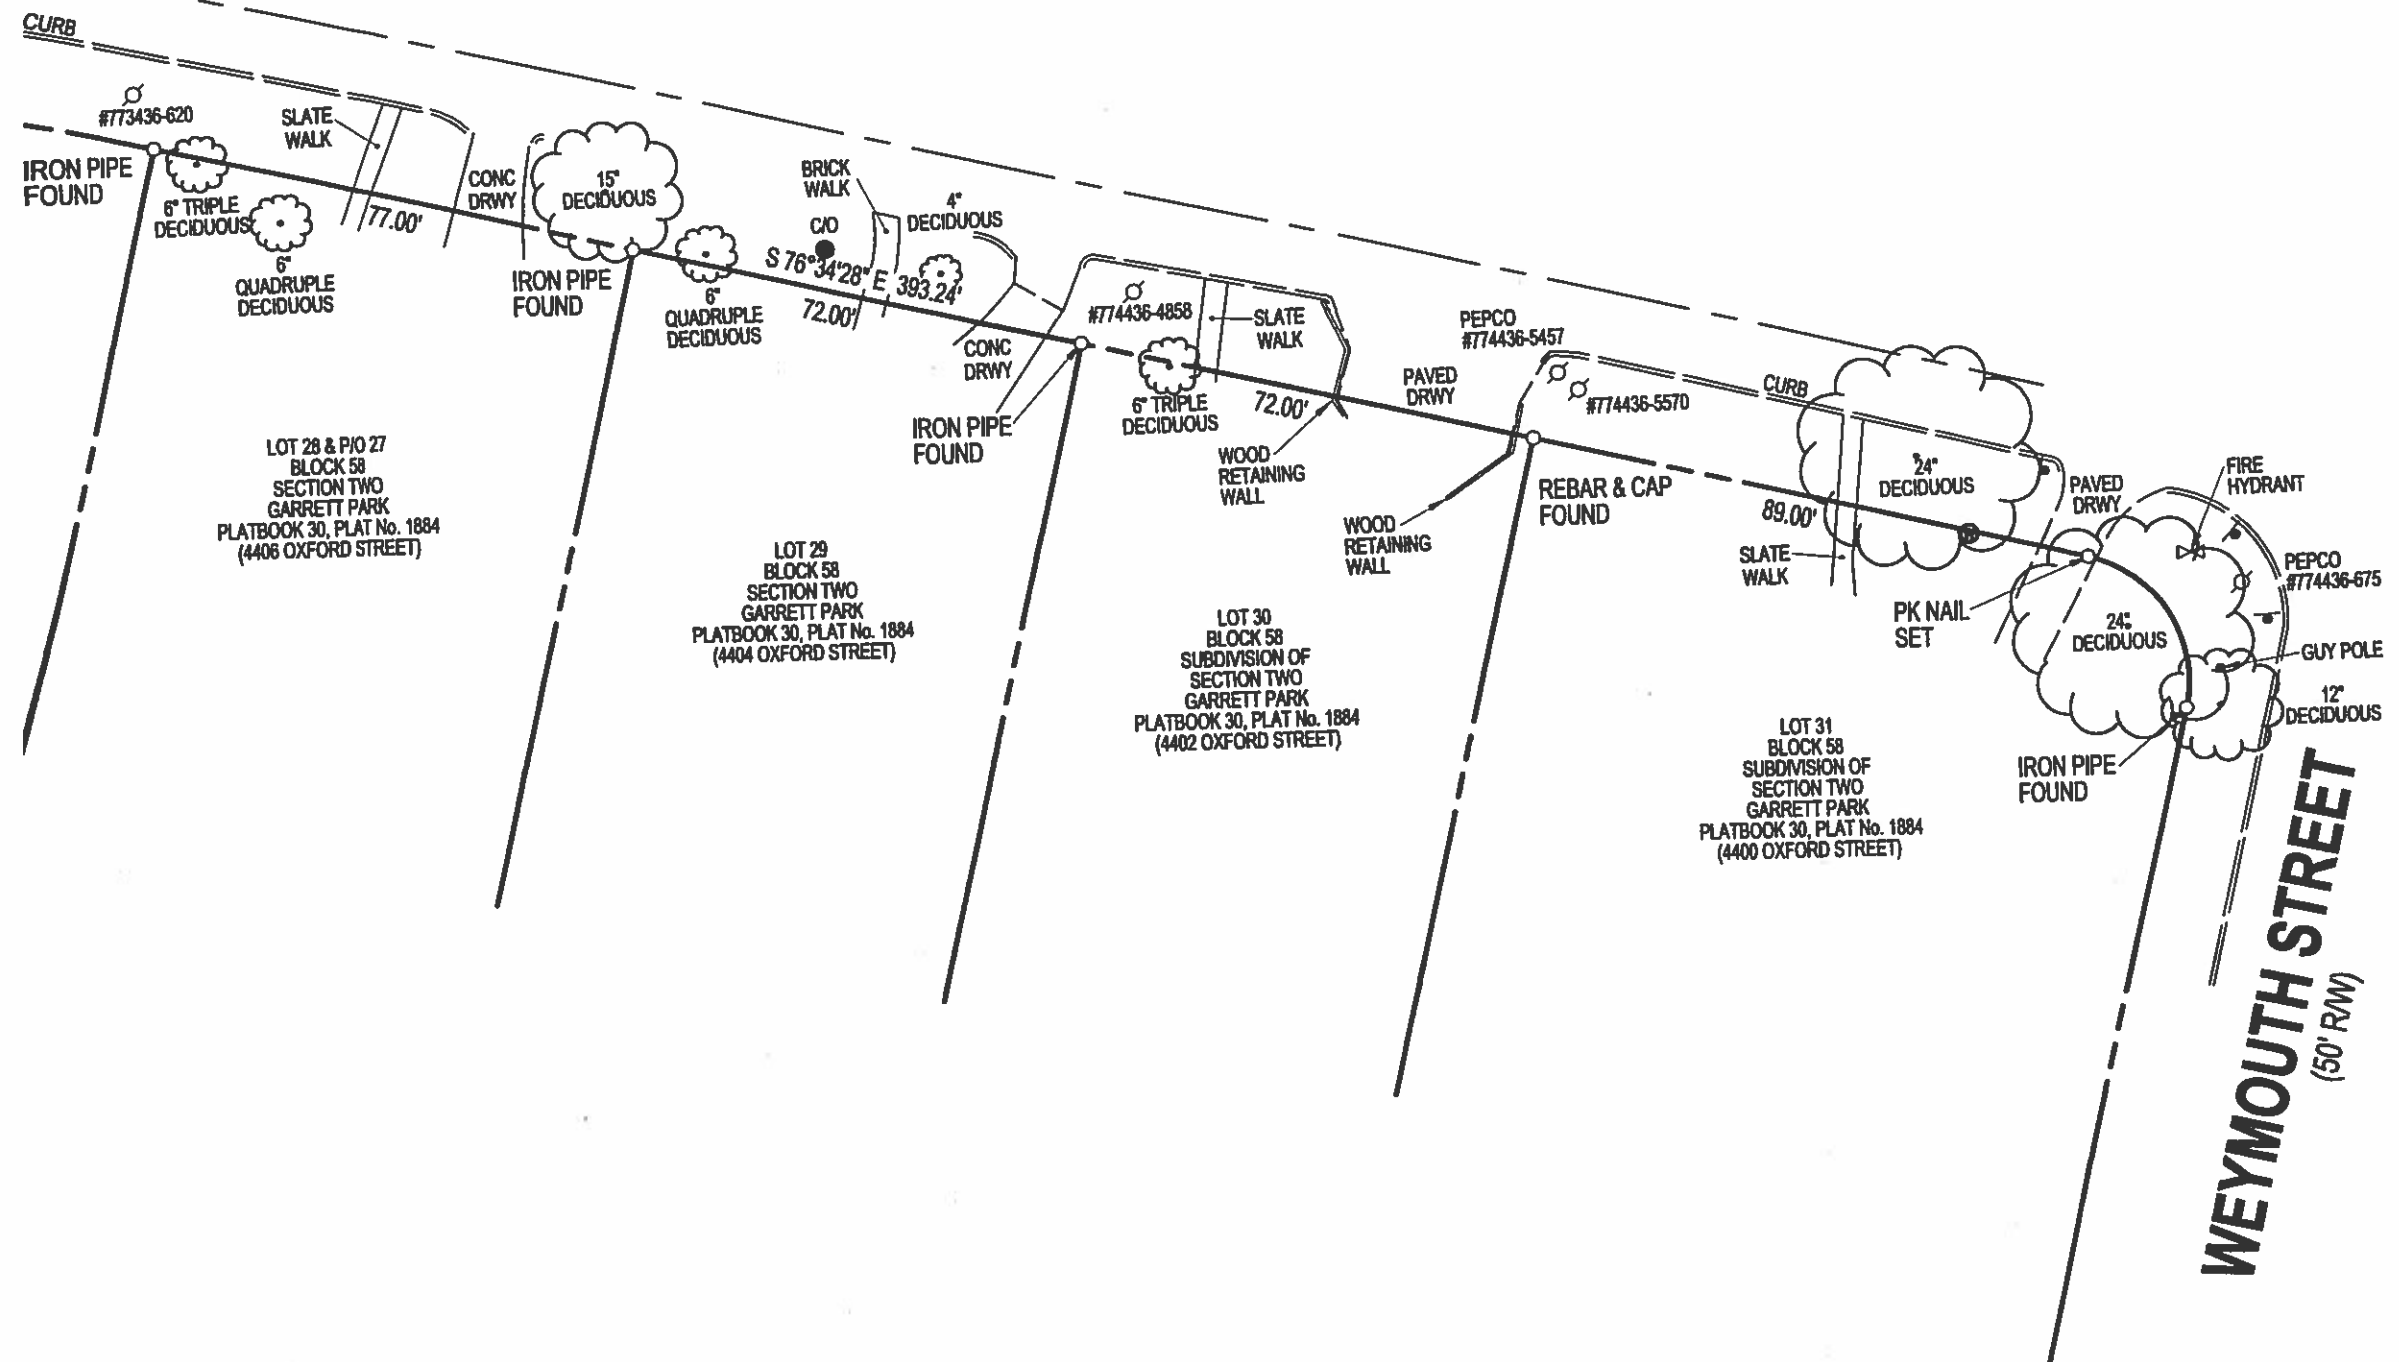 CURB
#773436-620
IRON PIPE
FOUND
SLATE
WALK
6" TRIPLE
DECIDUOUS
6"
QUADRUPLE
DECIDUOUS
77.00'
CONC
DRWY
15"
DECIDUOUS
IRON PIPE
FOUND
6"
QUADRUPLE
DECIDUOUS
BRICK
WALK
C/O
4"
DECIDUOUS
S 76°34'28" E 393.24'
72.00'
CONC
DRWY
IRON PIPE
FOUND
#774436-4858
SLATE
WALK
6" TRIPLE
DECIDUOUS
72.00'
WOOD
RETAINING
WALL
PAVED
DRWY
PEPCO
#774436-5457
#774436-5570
WOOD
RETAINING
WALL
REBAR & CAP
FOUND
CURB
24"
DECIDUOUS
89.00'
SLATE
WALK
PAVED
DRWY
FIRE
HYDRANT
PEPCO
#774436-675
PK NAIL
SET
24"
DECIDUOUS
GUY POLE
12"
DECIDUOUS
IRON PIPE
FOUND
LOT 28 & P/O 27
BLOCK 58
SECTION TWO
GARRETT PARK
PLATBOOK 30, PLAT No. 1884
(4406 OXFORD STREET)
LOT 29
BLOCK 58
SECTION TWO
GARRETT PARK
PLATBOOK 30, PLAT No. 1884
(4404 OXFORD STREET)
LOT 30
BLOCK 58
SUBDIVISION OF
SECTION TWO
GARRETT PARK
PLATBOOK 30, PLAT No. 1884
(4402 OXFORD STREET)
LOT 31
BLOCK 58
SUBDIVISION OF
SECTION TWO
GARRETT PARK
PLATBOOK 30, PLAT No. 1884
(4400 OXFORD STREET)
WEYMOUTH STREET
(50' R/W)